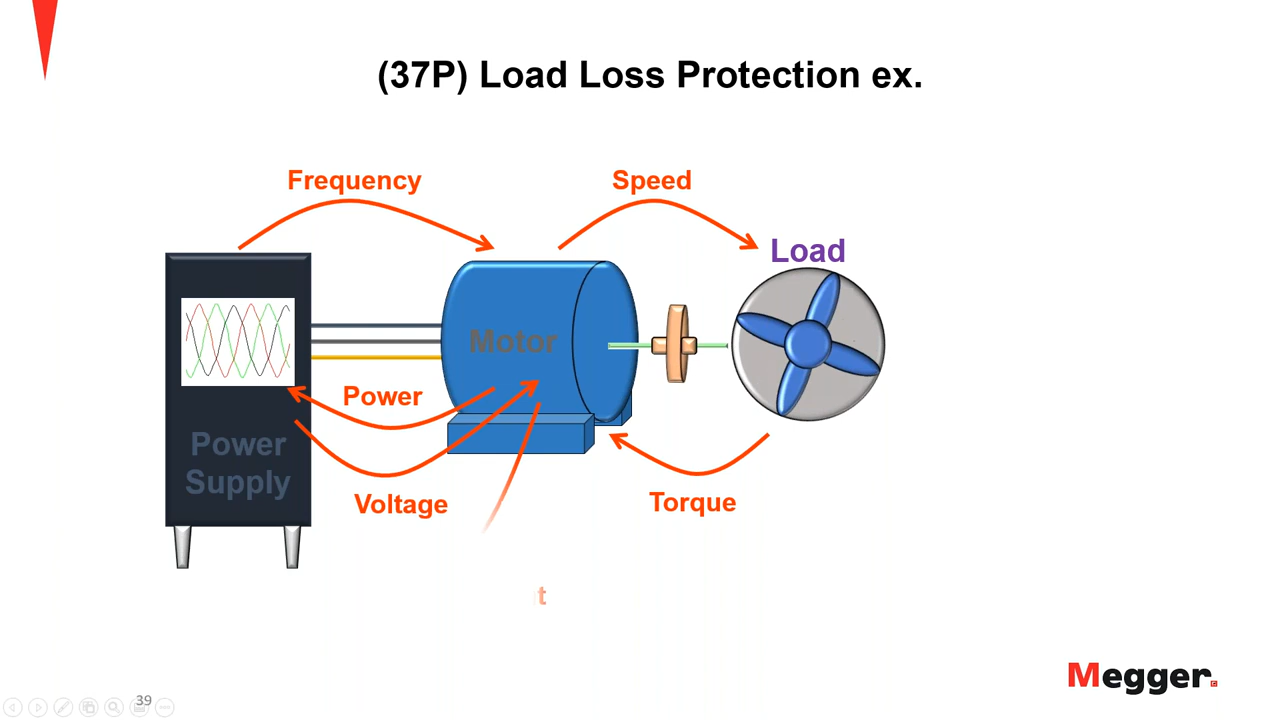 (37P) Load Loss Protection ex.
Frequency
Speed
Load
Motor
Power
Power
Supply
Voltage
Torque
t
Megger
39